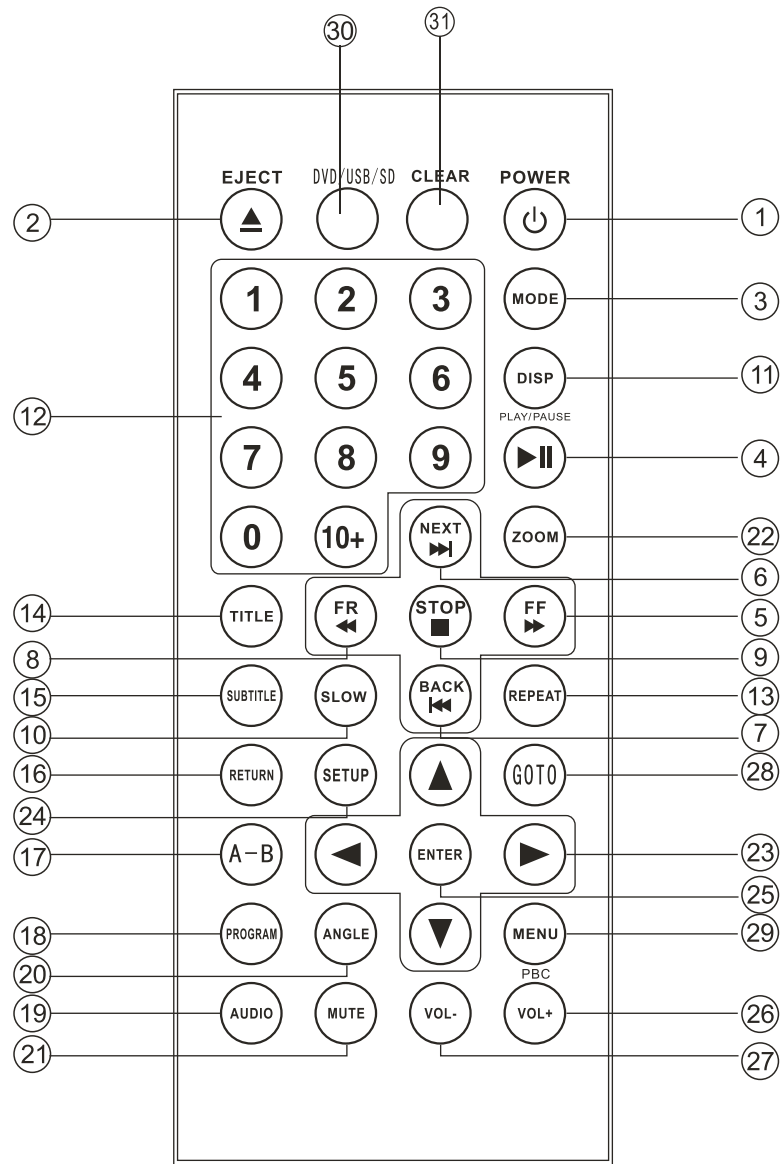 30 31
EJECT DVD/USB/SD CLEAR POWER
2 1
1 2 3 MODE 3
4 5 6 DISP 11
12 PLAY/PAUSE
7 8 9 4
0 10+ NEXT ZOOM 22
6
14 TITLE FR STOP FF 5
8 9
15 SUBTITLE SLOW BACK REPEAT 13
10 7
16 RETURN SETUP GOTO 28
24
17 A-B ENTER 23
25
18 PROGRAM ANGLE MENU 29
20 PBC
19 AUDIO MUTE VOL- VOL+ 26
21 27